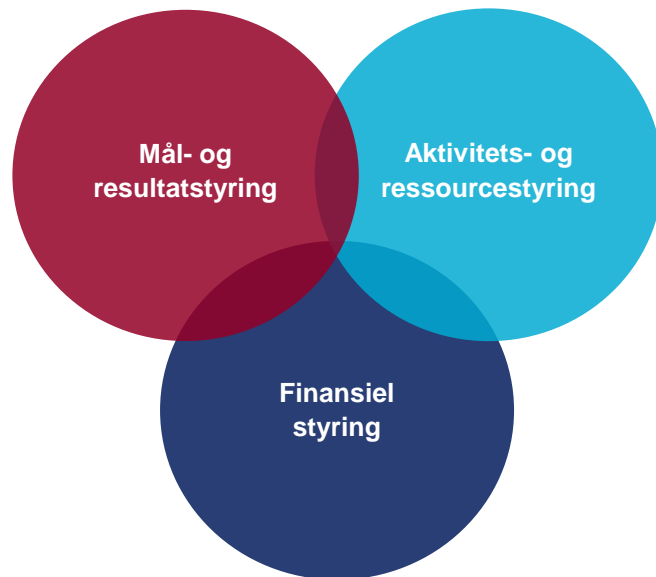 Mål- og
resultatstyring
Aktivitets- og
ressourcestyring
Finansiel
styring